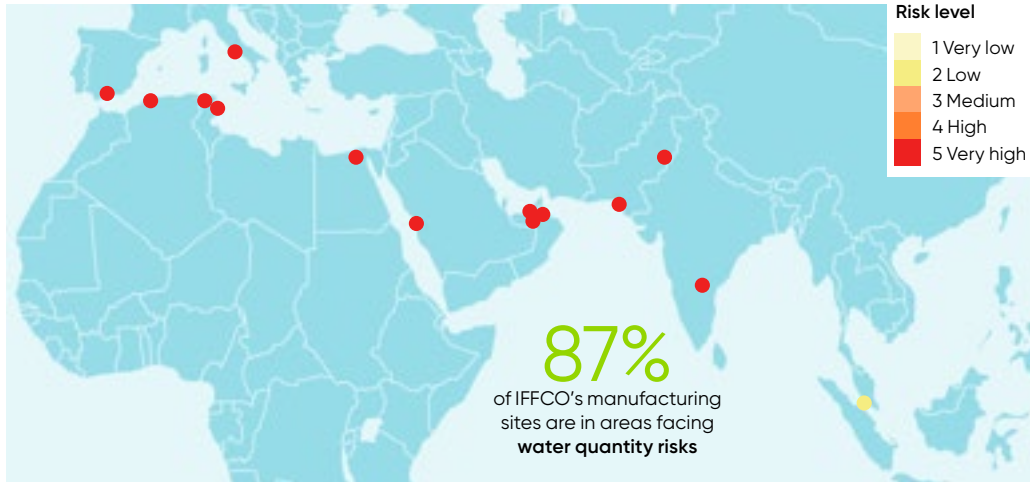 Risk level
1 Very low
2 Low
3 Medium
4 High
5 Very high
87%
of IFFCO's manufacturing
sites are in areas facing
water quantity risks